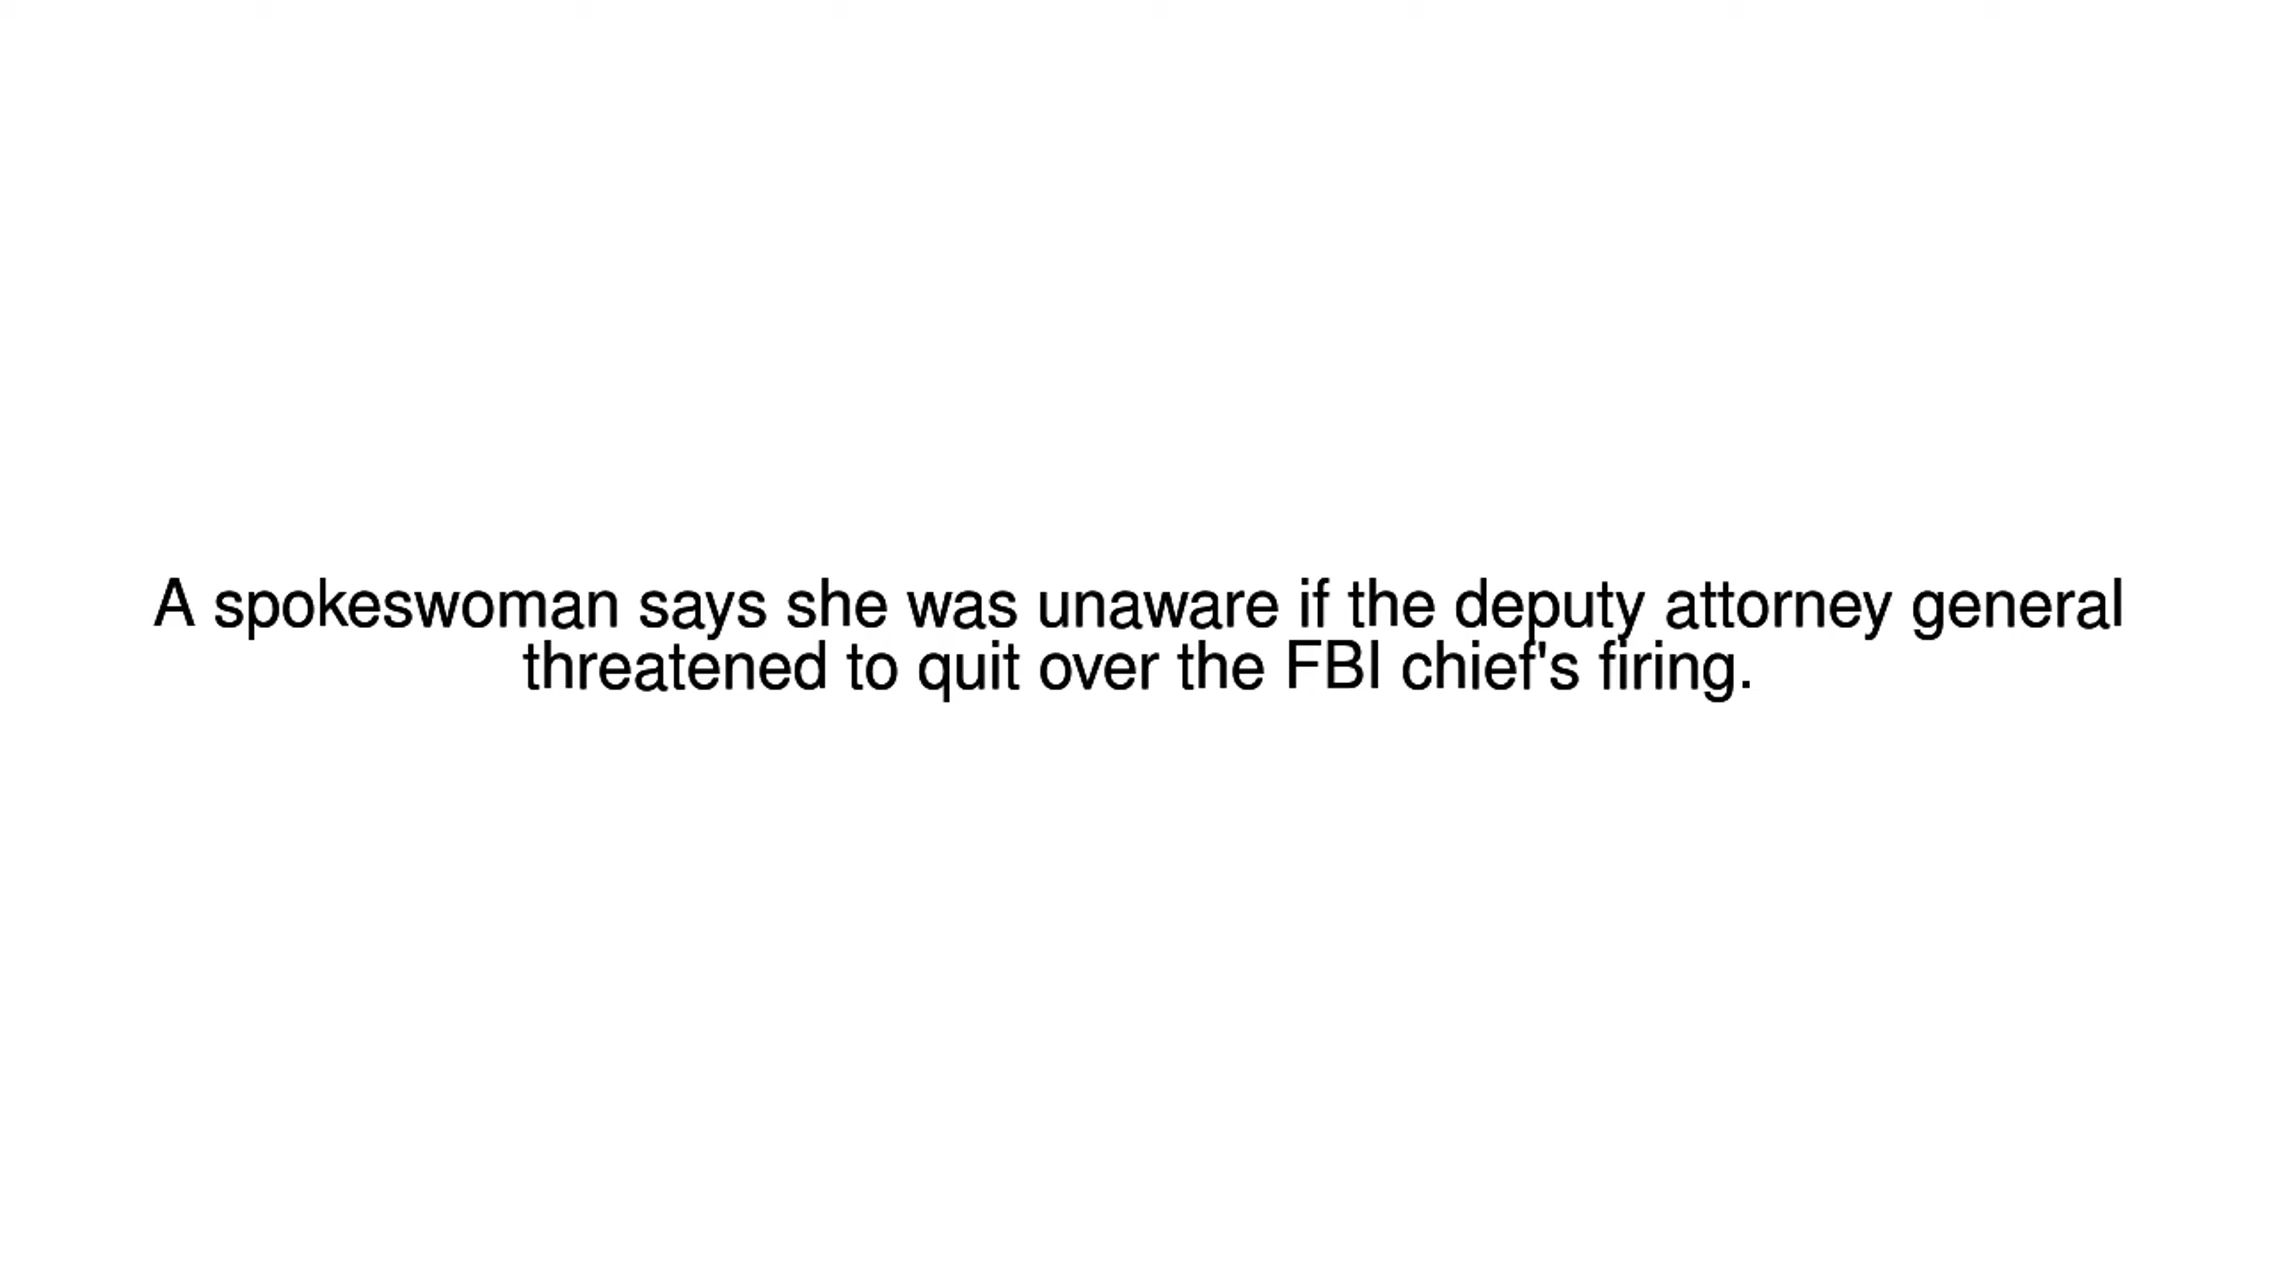 A spokeswoman says she was unaware if the deputy attorney general
threatened to quit over the FBI chief's firing.